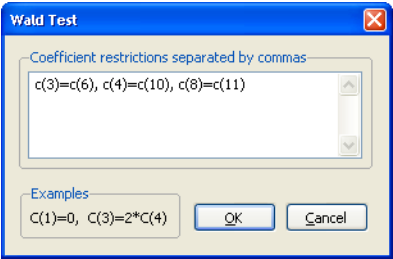 Wald Test
Coefficient restrictions separated by commas
c(3)=c(6), c(4)=c(10), c(8)=c(11)
Examples
C(1)=0, C(3)=2*C(4)
OK
Cancel